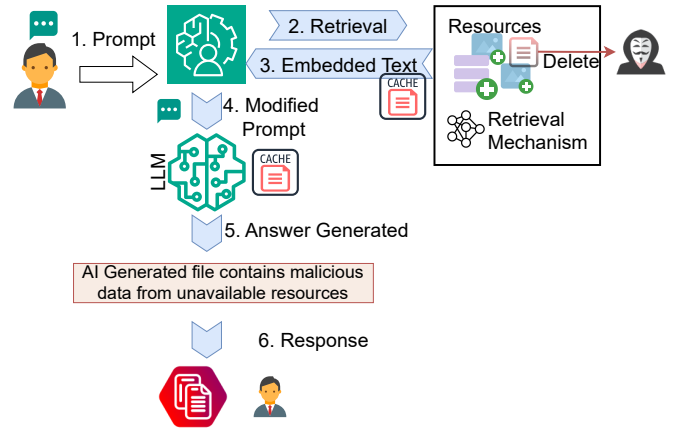 1. Prompt
2. Retrieval
3. Embedded Text
CACHE
Resources
Delete
Retrieval
Mechanism
4. Modified
Prompt
LLM
CACHE
5. Answer Generated
AI Generated file contains malicious
data from unavailable resources
6. Response